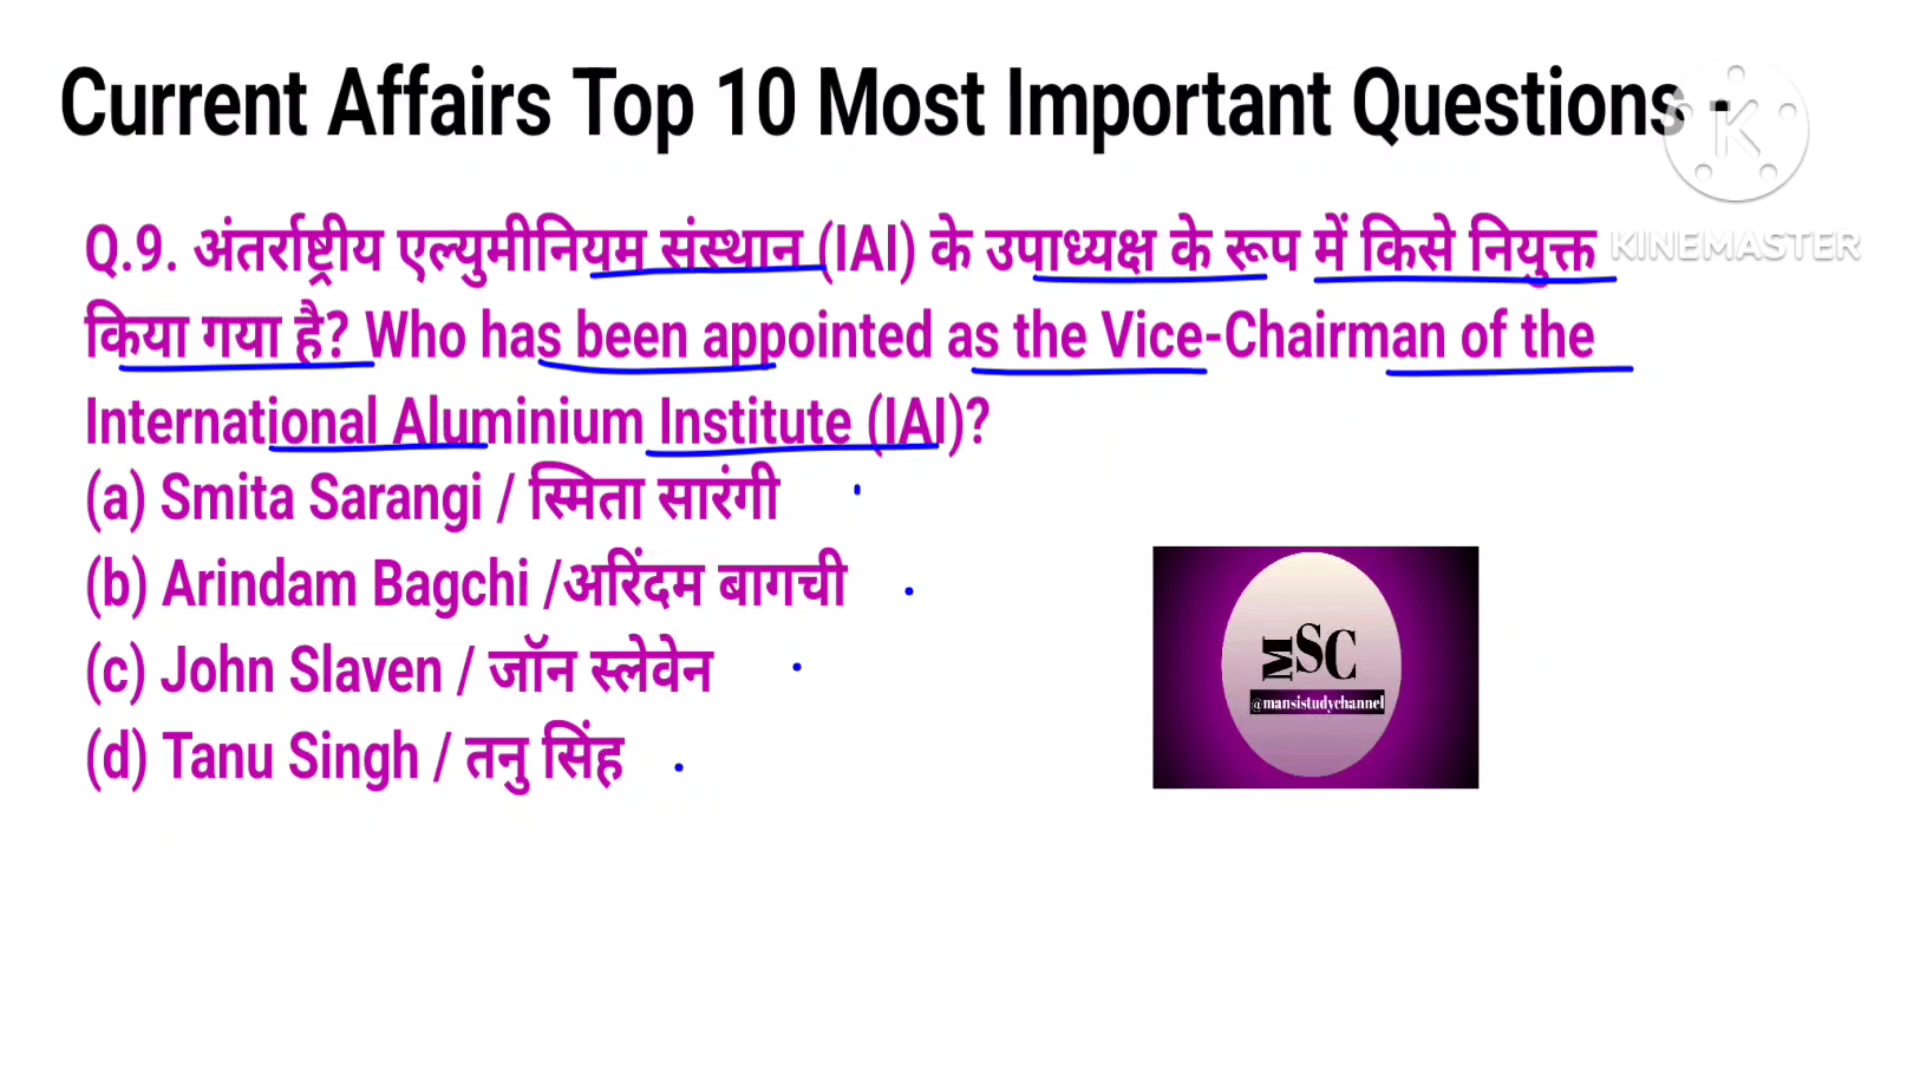 Current Affairs Top 10 Most Important Questions -
Q.9. अंतर्राष्ट्रीय एल्युमीनियम संस्थान (IAI) के उपाध्यक्ष के रूप में किसे नियुक्त
किया गया है? Who has been appointed as the Vice-Chairman of the
International Aluminium Institute (IAI)?
(a) Smita Sarangi / स्मिता सारंगी
(b) Arindam Bagchi /अरिंदम बागची
(c) John Slaven / जॉन स्लेवेन
(d) Tanu Singh / तनु सिंह
K
KINEMASTER
MSC
@mansistudychannel